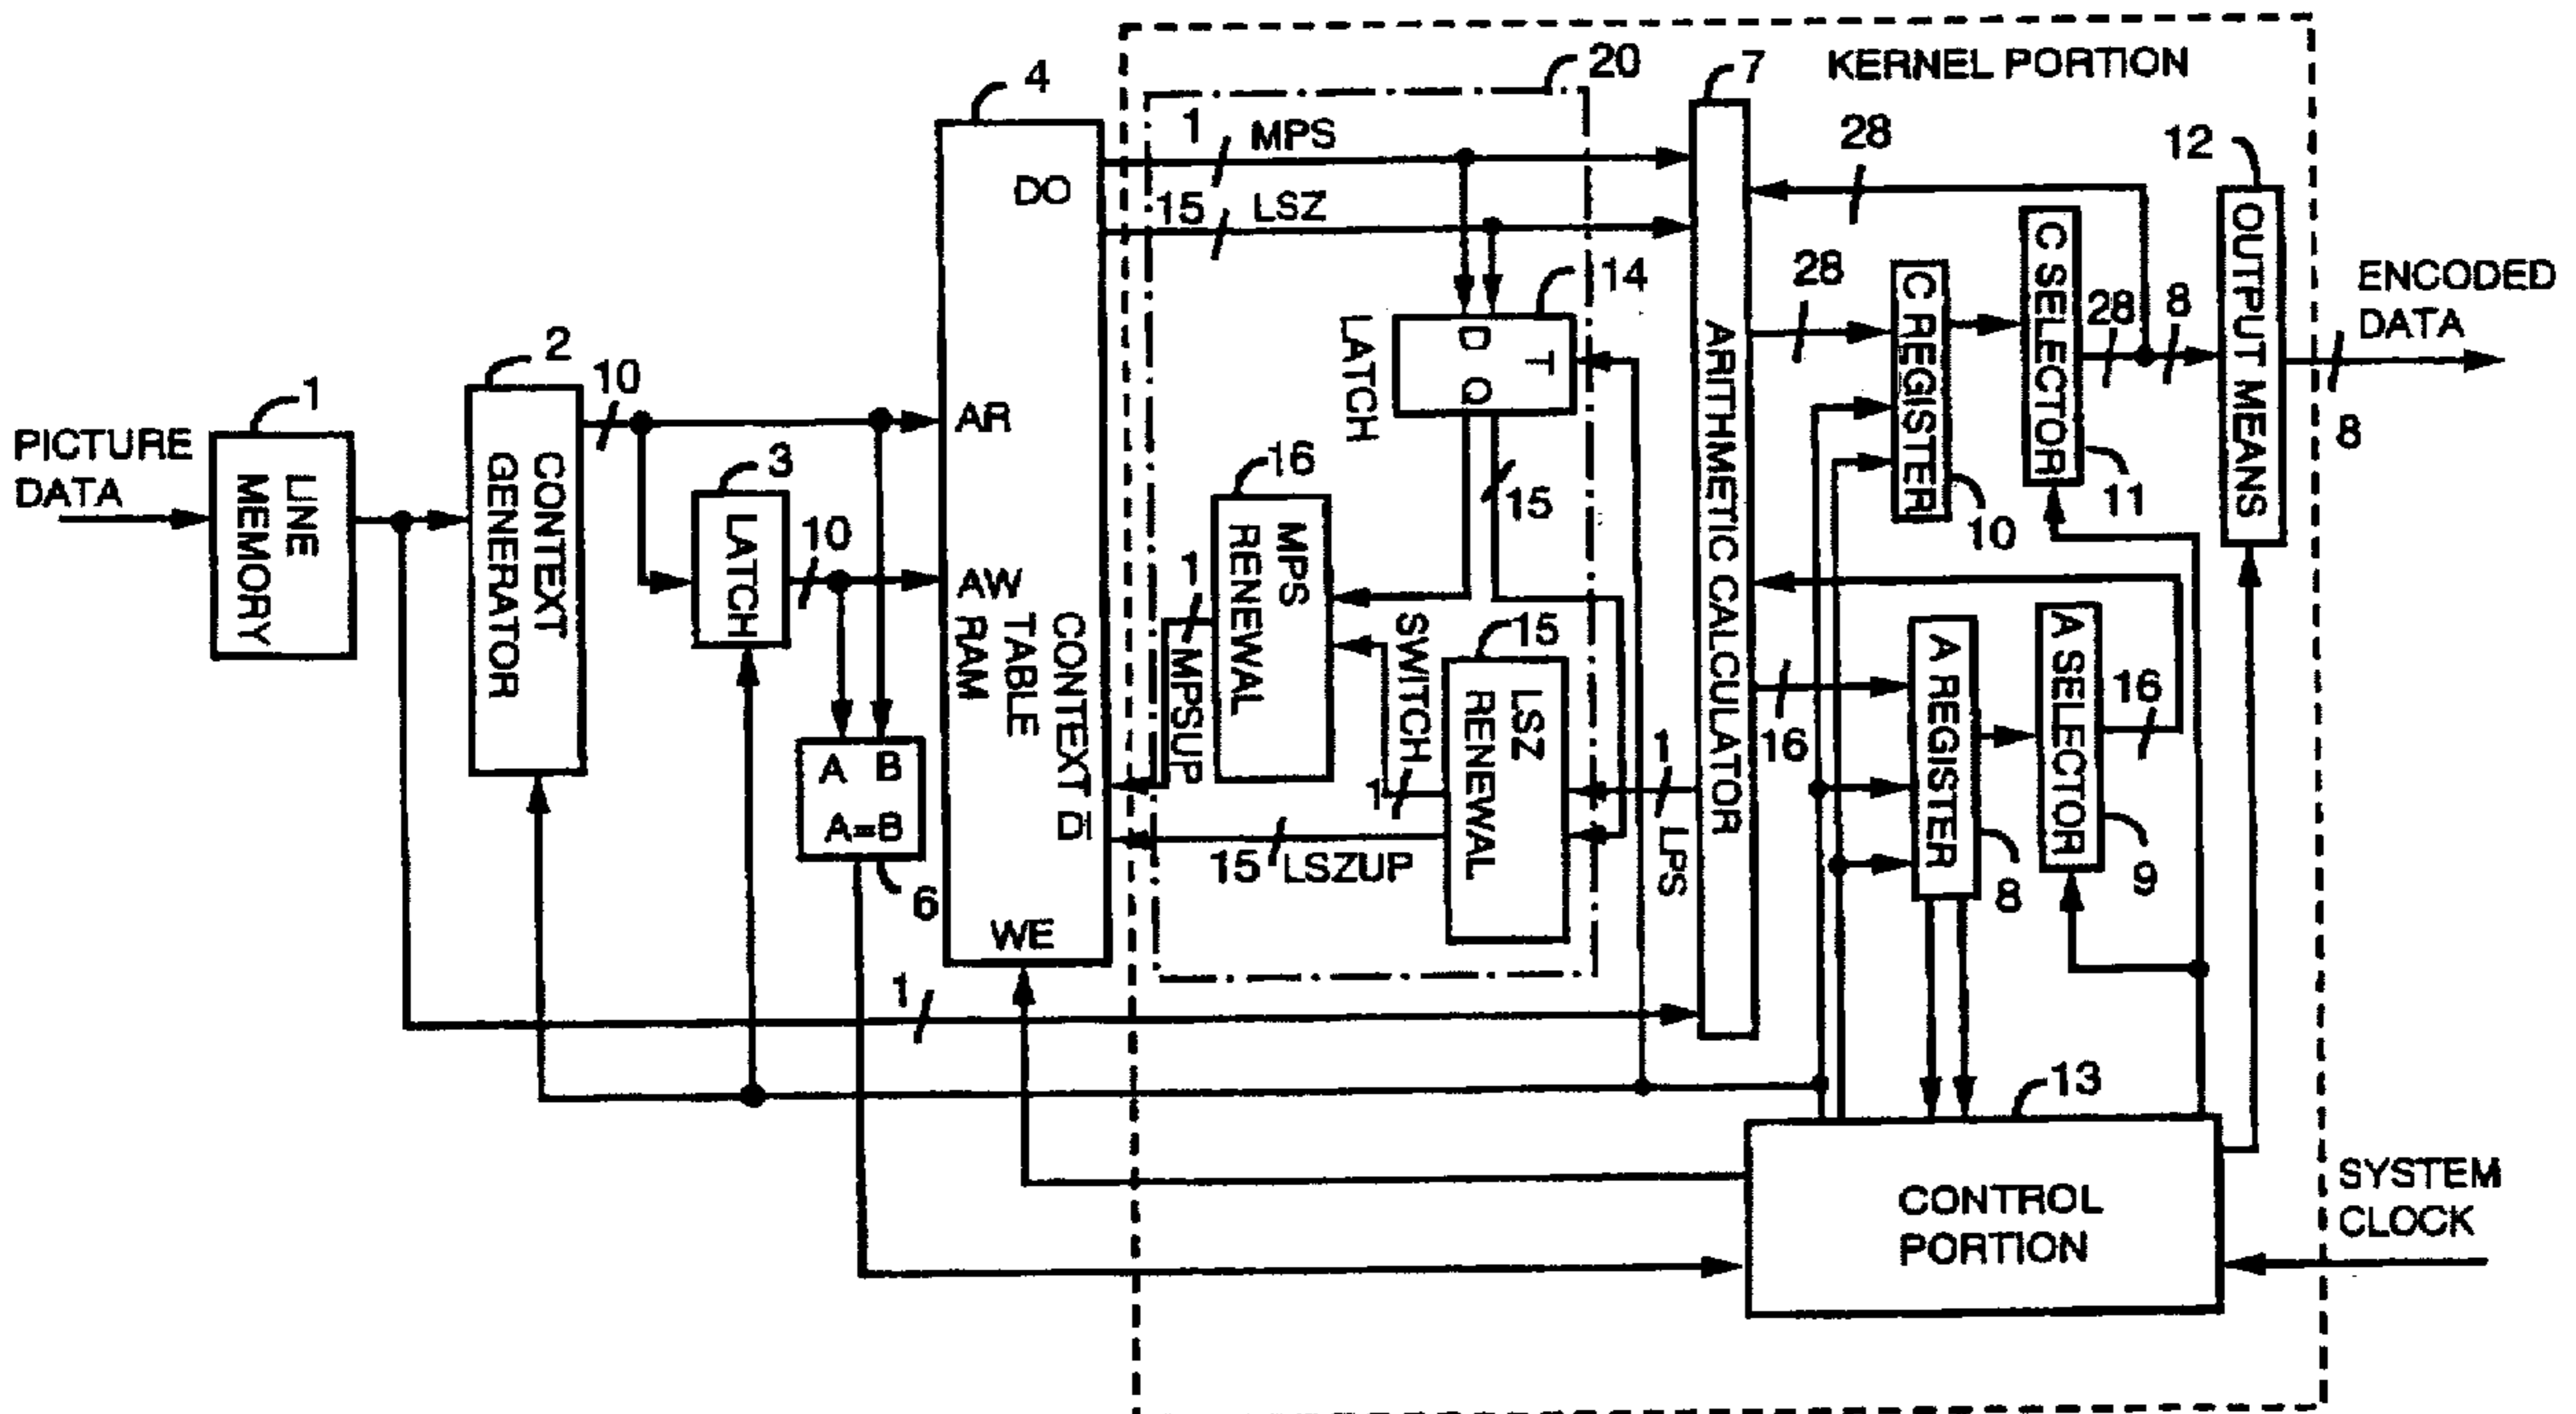 KERNEL PORTION
20
7
4
1
MPS
28
12
DO
15
LSZ
OUTPUT MEANS
C SELECTOR
28
14
ENCODED
DATA
28
8
C REGISTER
LATCH
D
T
Q
ARITHMETIC CALCULATOR
2
10
1
8
PICTURE
DATA
LINE
MEMORY
CONTEXT
GENERATOR
AR
3
16
15
11
10
LATCH
10
MPS
RENEWAL
AW
1
CONTEXT
TABLE
RAM
SWITCH
15
A REGISTER
A SELECTOR
16
MPSUP
LSZ
RENEWAL
1
16
A B
A=B
DI
1
LPS
15
LSZUP
8
9
6
WE
1
13
CONTROL
PORTION
SYSTEM
CLOCK